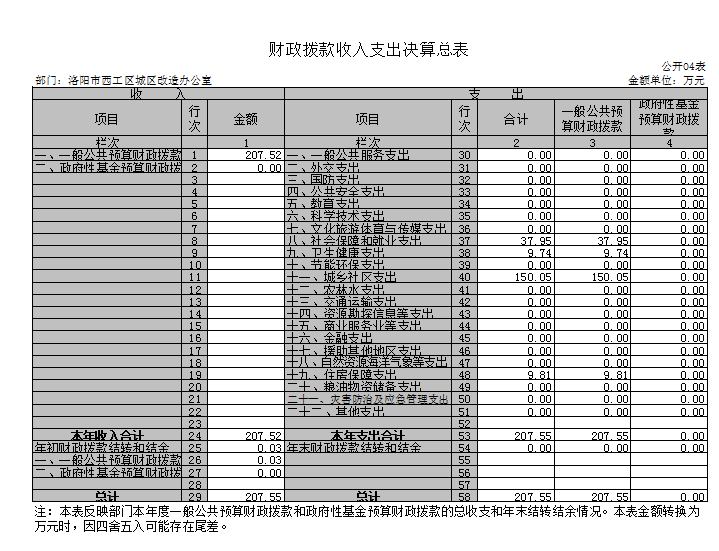 财政拨款收入支出决算总表
公开04表
部门：洛阳市西工区城区改造办公室 金额单位：万元
收 入 支 出
项目 行次 金额 项目 行次 合计 一般公共预算财政拨款 政府性基金预算财政拨款
栏次 1 栏次 2 3 4
一、一般公共预算财政拨款 1 207.52 一、一般公共服务支出 30 0.00 0.00 0.00
二、政府性基金预算财政拨 2 0.00 二、外交支出 31 0.00 0.00 0.00
3 三、国防支出 32 0.00 0.00 0.00
4 四、公共安全支出 33 0.00 0.00 0.00
5 五、教育支出 34 0.00 0.00 0.00
6 六、科学技术支出 35 0.00 0.00 0.00
7 七、文化旅游体育与传媒支出 36 0.00 0.00 0.00
8 八、社会保障和就业支出 37 37.95 37.95 0.00
9 九、卫生健康支出 38 9.74 9.74 0.00
10 十、节能环保支出 39 0.00 0.00 0.00
11 十一、城乡社区支出 40 150.05 150.05 0.00
12 十二、农林水支出 41 0.00 0.00 0.00
13 十三、交通运输支出 42 0.00 0.00 0.00
14 十四、资源勘探信息等支出 43 0.00 0.00 0.00
15 十五、商业服务业等支出 44 0.00 0.00 0.00
16 十六、金融支出 45 0.00 0.00 0.00
17 十七、援助其他地区支出 46 0.00 0.00 0.00
18 十八、自然资源海洋气象等支出 47 0.00 0.00 0.00
19 十九、住房保障支出 48 9.81 9.81 0.00
20 二十、粮油物资储备支出 49 0.00 0.00 0.00
21 二十一、灾害防治及应急管理支出 50 0.00 0.00 0.00
22 二十二、其他支出 51 0.00 0.00 0.00
23 52
本年收入合计 24 207.52 本年支出合计 53 207.55 207.55 0.00
年初财政拨款结转和结余 25 0.03 年末财政拨款结转和结余 54 0.00 0.00 0.00
一、一般公共预算财政拨款 26 0.03 55
二、政府性基金预算财政拨 27 0.00 56
28 57
总计 29 207.55 总计 58 207.55 207.55 0.00
注：本表反映部门本年度一般公共预算财政拨款和政府性基金预算财政拨款的总收支和年末结转结余情况。本表金额转换为
万元时，因四舍五入可能存在尾差。